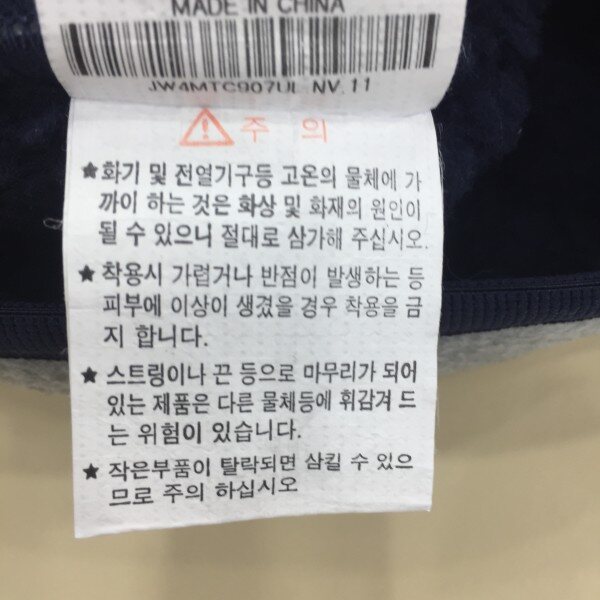 MADE IN CHINA
JW4MTC907UL NV.11
주 의
★화기 및 전열기구등 고온의 물체에 가
까이 하는 것은 화상 및 화재의 원인이
될 수 있으니 절대로 삼가해 주십시오.
★ 착용시 가렵거나 반점이 발생하는 등
피부에 이상이 생겼을 경우 착용을 금
지 합니다.
★ 스트링이나 끈 등으로 마무리가 되어
있는 제품은 다른 물체등에 휘감겨 드
는 위험이 있습니다.
★ 작은부품이 탈락되면 삼킬 수 있으
므로 주의 하십시오